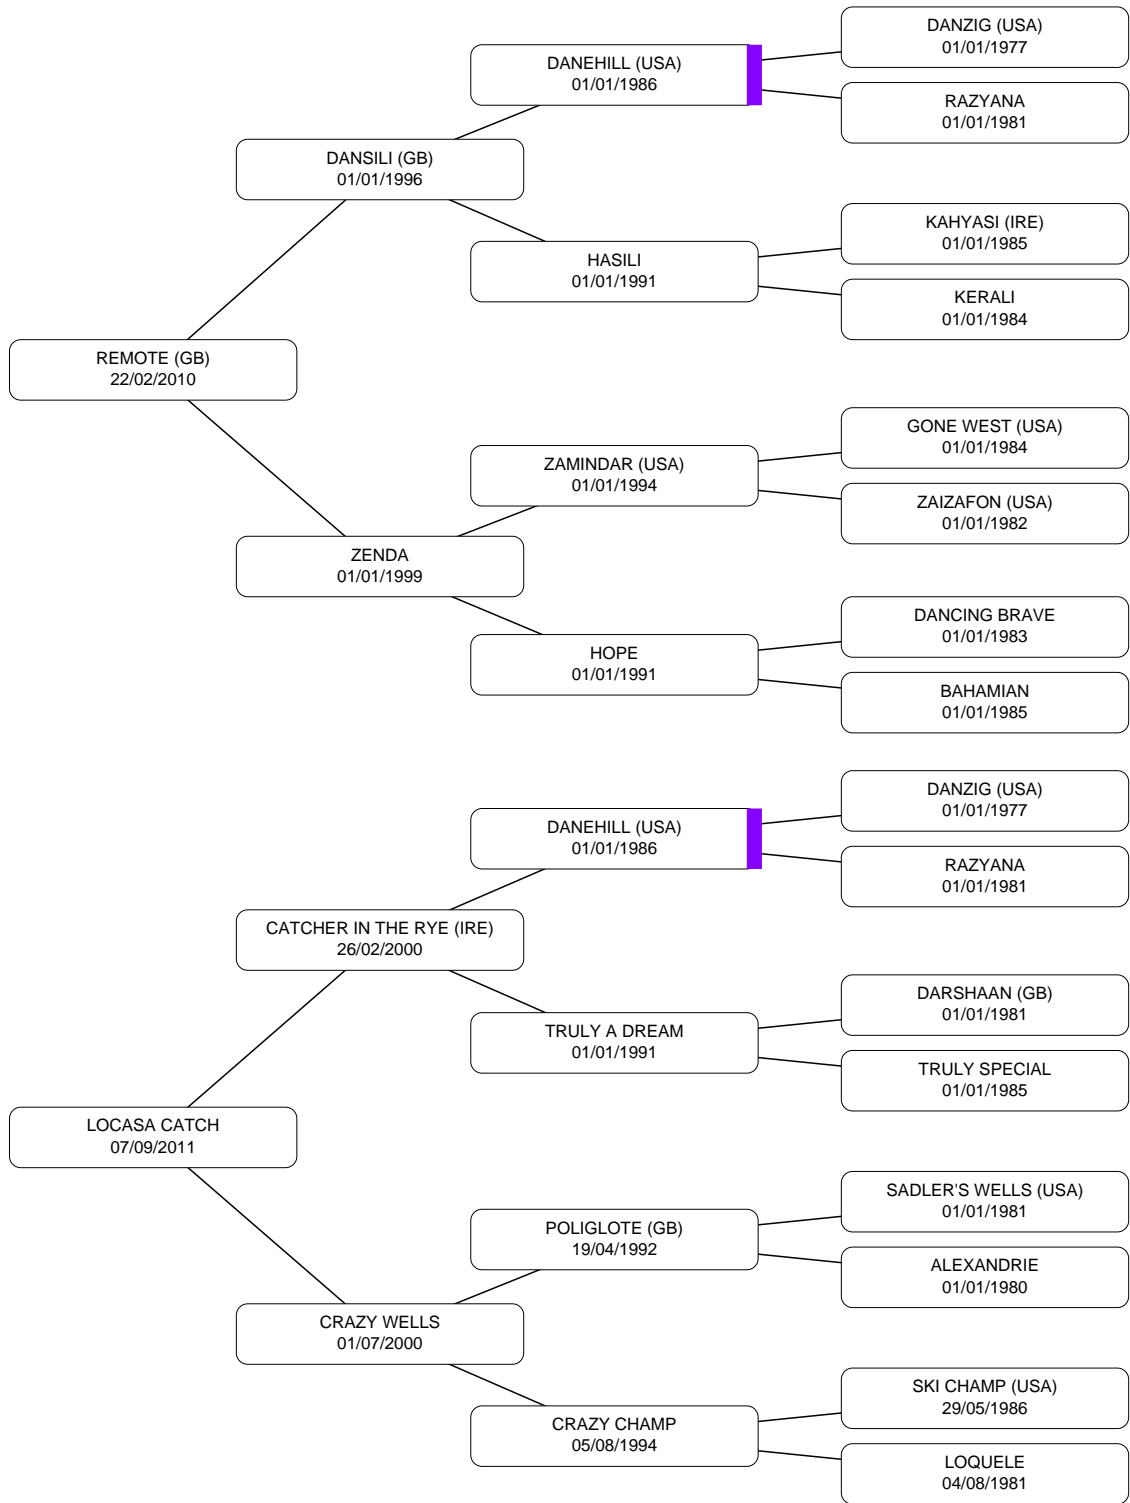 DANZIG (USA)
01/01/1977
DANEHILL (USA)
01/01/1986
RAZYANA
01/01/1981
DANSILI (GB)
01/01/1996
KAHYASI (IRE)
01/01/1985
HASILI
01/01/1991
KERALI
01/01/1984
REMOTE (GB)
22/02/2010
GONE WEST (USA)
01/01/1984
ZAMINDAR (USA)
01/01/1994
ZAIZAFON (USA)
01/01/1982
ZENDA
01/01/1999
DANCING BRAVE
01/01/1983
HOPE
01/01/1991
BAHAMIAN
01/01/1985
DANZIG (USA)
01/01/1977
DANEHILL (USA)
01/01/1986
RAZYANA
01/01/1981
CATCHER IN THE RYE (IRE)
26/02/2000
DARSHAAN (GB)
01/01/1981
TRULY A DREAM
01/01/1991
TRULY SPECIAL
01/01/1985
LOCASA CATCH
07/09/2011
SADLER'S WELLS (USA)
01/01/1981
POLIGLOTE (GB)
19/04/1992
ALEXANDRIE
01/01/1980
CRAZY WELLS
01/07/2000
SKI CHAMP (USA)
29/05/1986
CRAZY CHAMP
05/08/1994
LOQUELE
04/08/1981